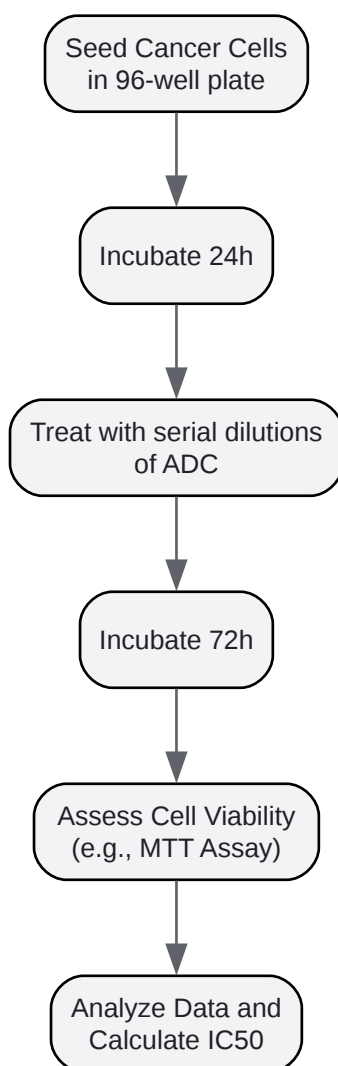 Seed Cancer Cells
in 96-well plate
Incubate 24h
Treat with serial dilutions
of ADC
Incubate 72h
Assess Cell Viability
(e.g., MTT Assay)
Analyze Data and
Calculate IC50